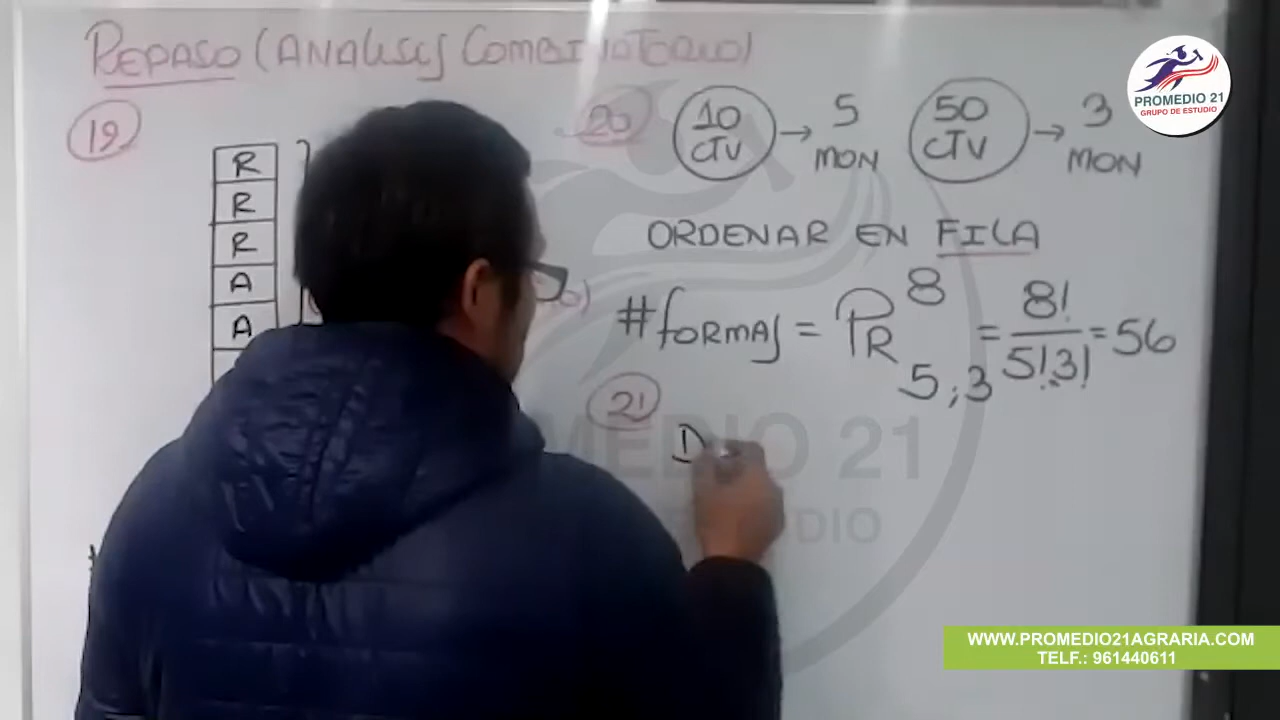 REPASO (ANALISIS COMBINATORIO)
19
R
R
R
A
A
20
10 CTV → 5 MON
50 CTV → 3 MON
ORDENAR EN FILA
#FORMAS = PR 8 5;3 = 8!/5!3! = 56
21
D
PROMEDIO 21
GRUPO DE ESTUDIO
WWW.PROMEDIO21AGRARIA.COM
TELF.: 961440611